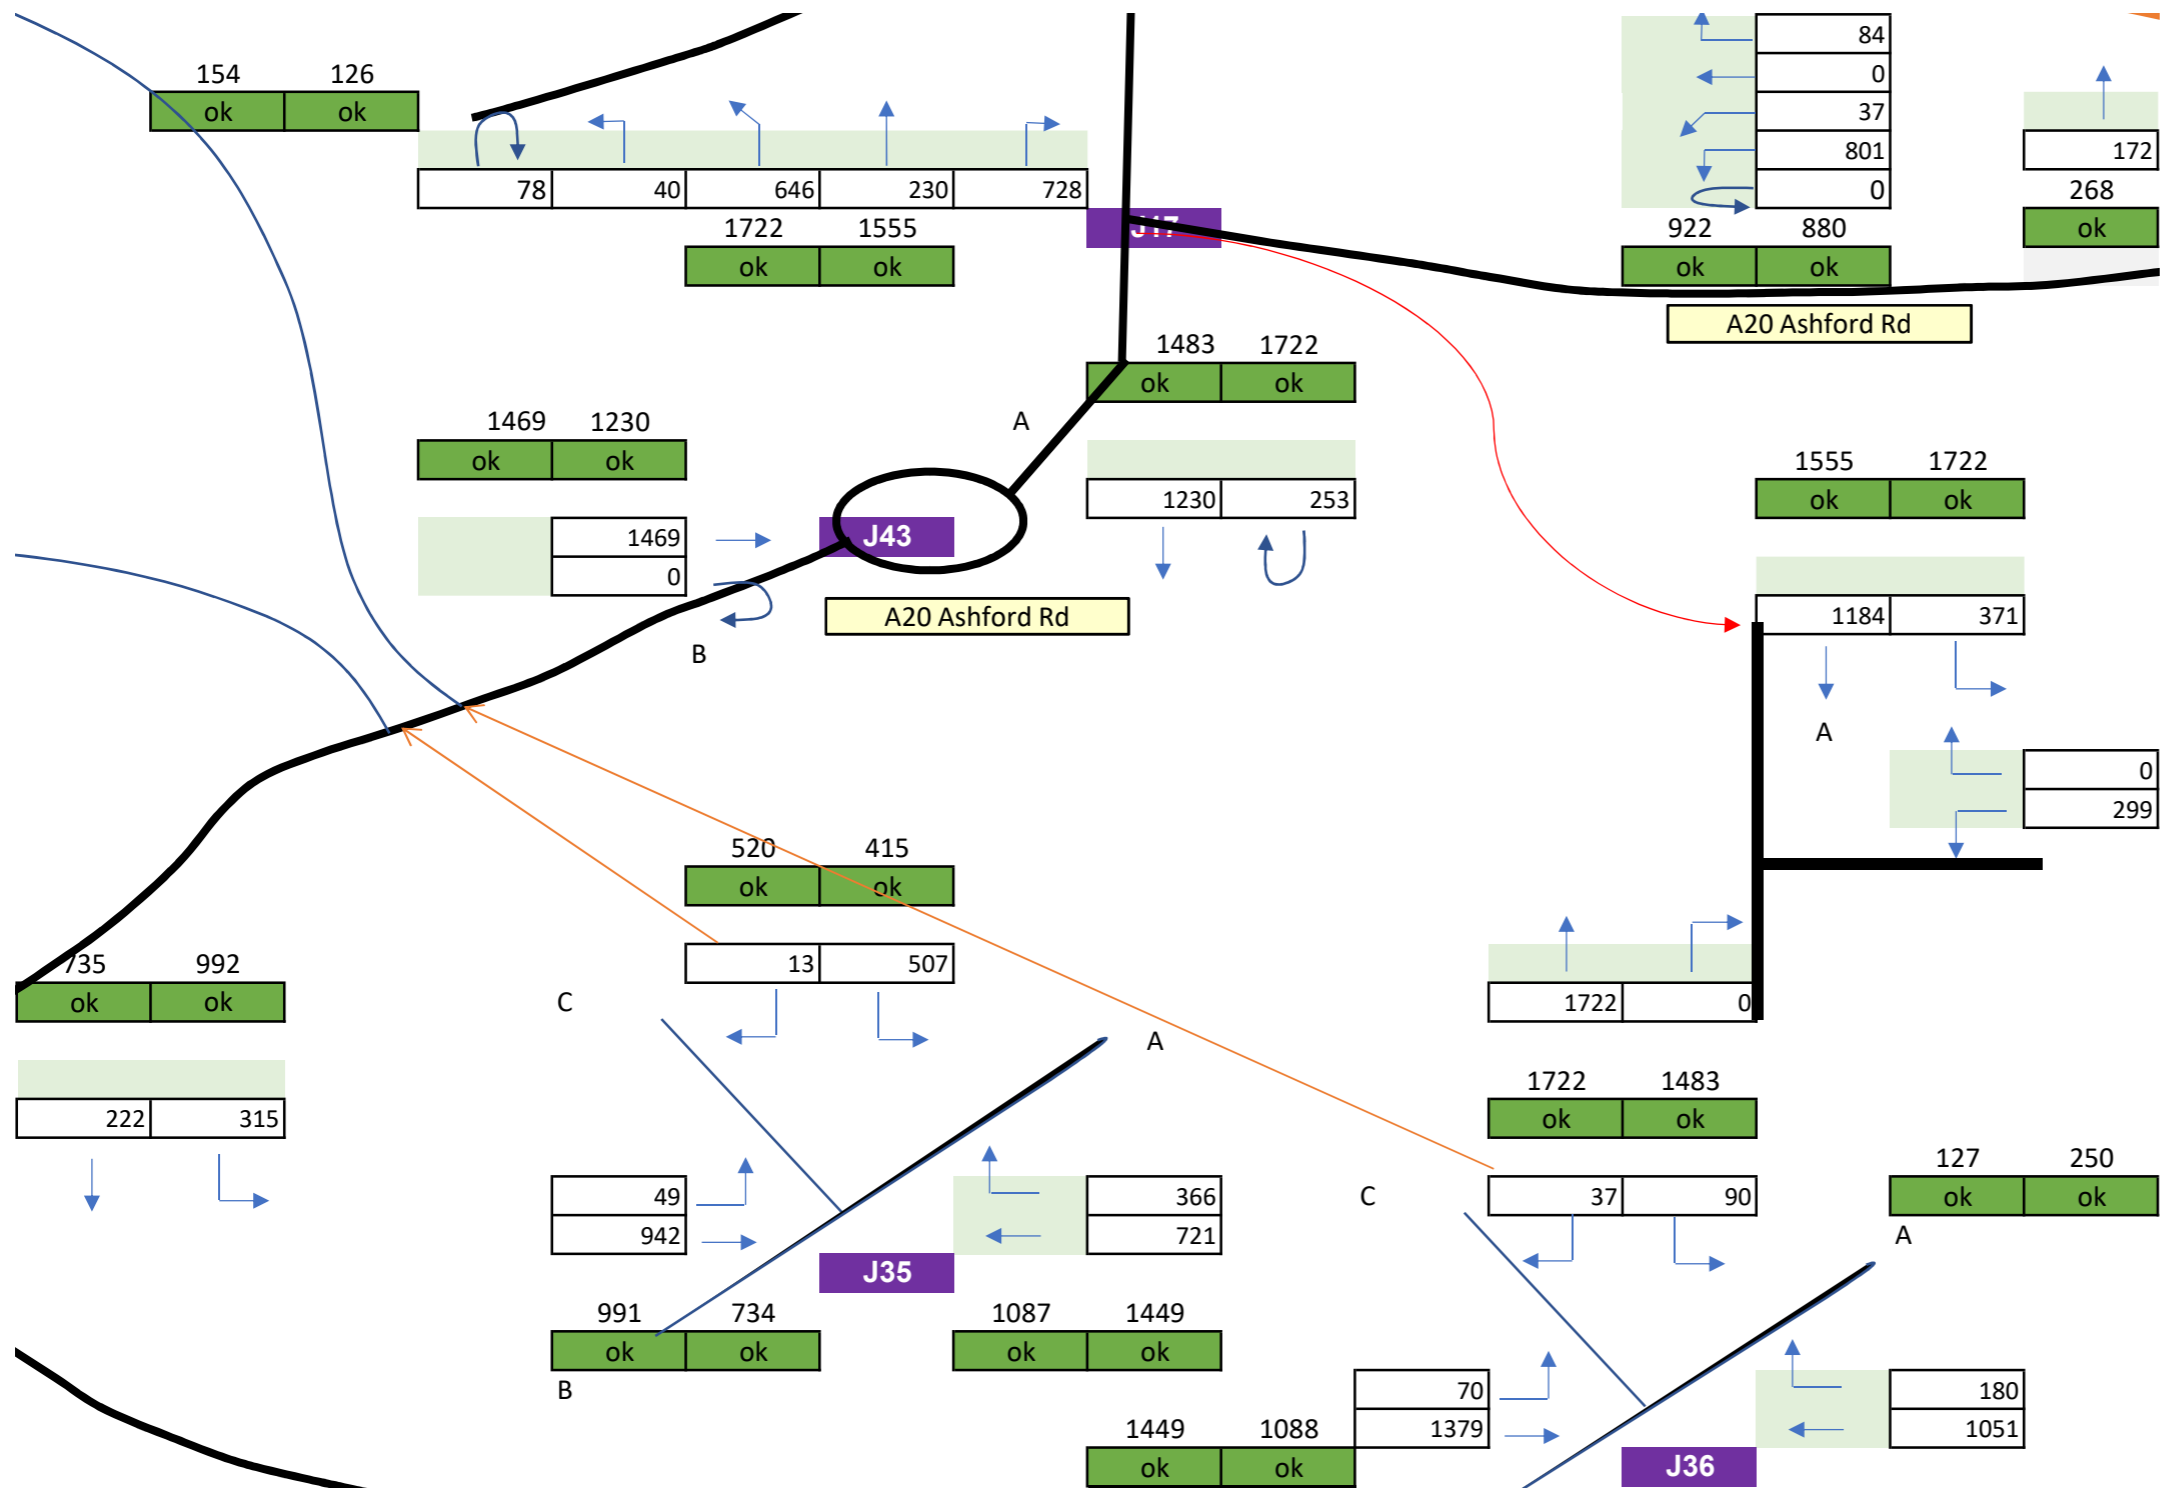 84
154 126
0
ok ok
37
801
172
78 40 646 230 728
0
268
1722 1555
J17
922 880
ok
ok ok
ok ok
A20 Ashford Rd
1483 1722
ok ok
1469 1230
A
ok ok
1555 1722
ok ok
1230 253
1469
J43
0
A20 Ashford Rd
1184 371
B
A
0
299
520 415
ok ok
13 507
735 992
ok ok
C
1722 0
A
1722 1483
ok ok
222 315
127 250
49
366
C
37 90
ok ok
942
721
A
J35
991 734
1087 1449
ok ok
ok ok
B
70
180
1449 1088
1379
1051
ok ok
J36